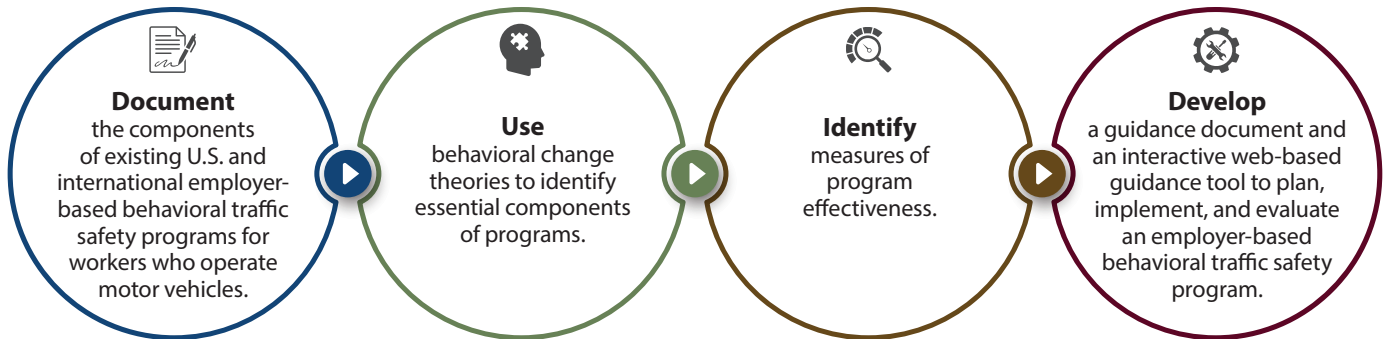 Document
the components
of existing U.S. and
international employer-
based behavioral traffic
safety programs for
workers who operate
motor vehicles.
Use
behavioral change
theories to identify
essential components
of programs.
Identify
measures of
program
effectiveness.
Develop
a guidance document and
an interactive web-based
guidance tool to plan,
implement, and evaluate
an employer-based
behavioral traffic safety
program.